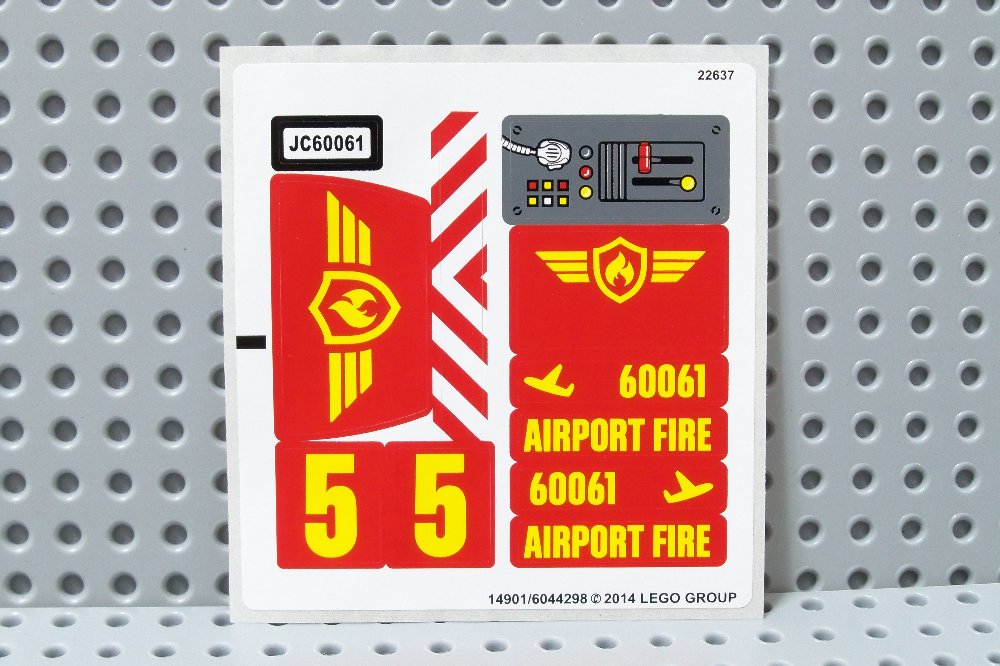 22637
JC60061
60061
AIRPORT FIRE
60061
AIRPORT FIRE
5 5
14901/6044298 © 2014 LEGO GROUP